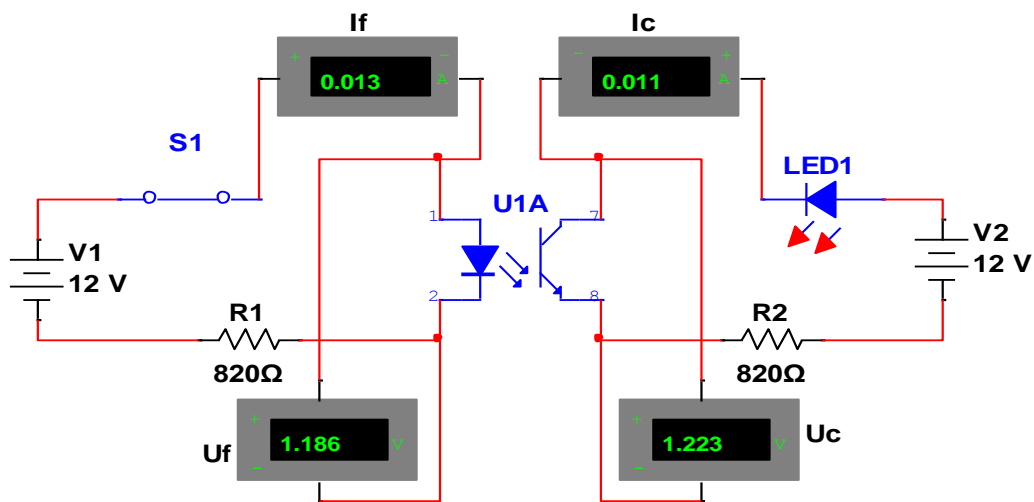 If
Ic
+
−
0.013
A
−
+
0.011
A
S1
LED1
1
U1A
7
V1
12 V
V2
12 V
2
8
R1
820Ω
R2
820Ω
+
1.186
V
−
Uf
+
1.223
V
−
Uc